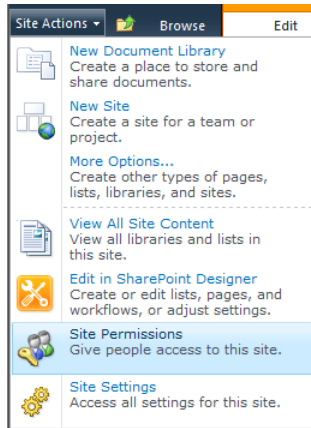 Site Actions Browse Edit
New Document Library
Create a place to store and
share documents.
New Site
Create a site for a team or
project.
More Options...
Create other types of pages,
lists, libraries, and sites.
View All Site Content
View all libraries and lists in
this site.
Edit in SharePoint Designer
Create or edit lists, pages, and
workflows, or adjust settings.
Site Permissions
Give people access to this site.
Site Settings
Access all settings for this site.